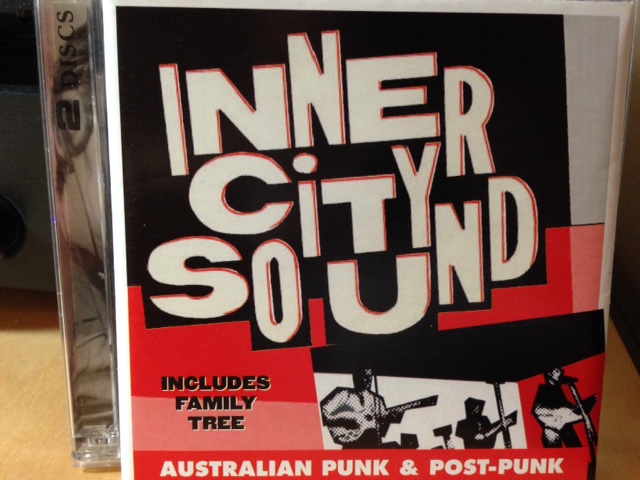 2 DISCS
INNER
CiTY
SOUND
INCLUDES
FAMILY
TREE
AUSTRALIAN PUNK & POST-PUNK